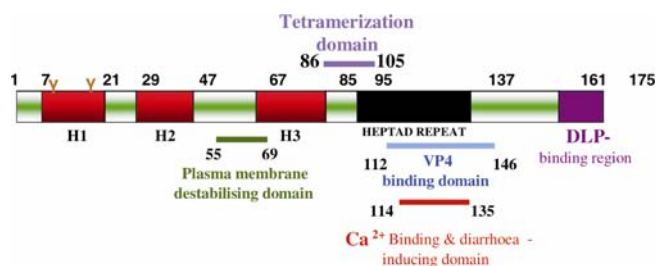 Tetramerization
domain
86 105
1 7 21 29 47 67 85 95 137 161 175
Y Y
H1 H2 H3 HEPTAD REPEAT DLP-
binding region
55 69
Plasma membrane
destabilising domain
112 VP4 146
binding domain
114 135
Ca 2+ Binding & diarrhoea -
inducing domain